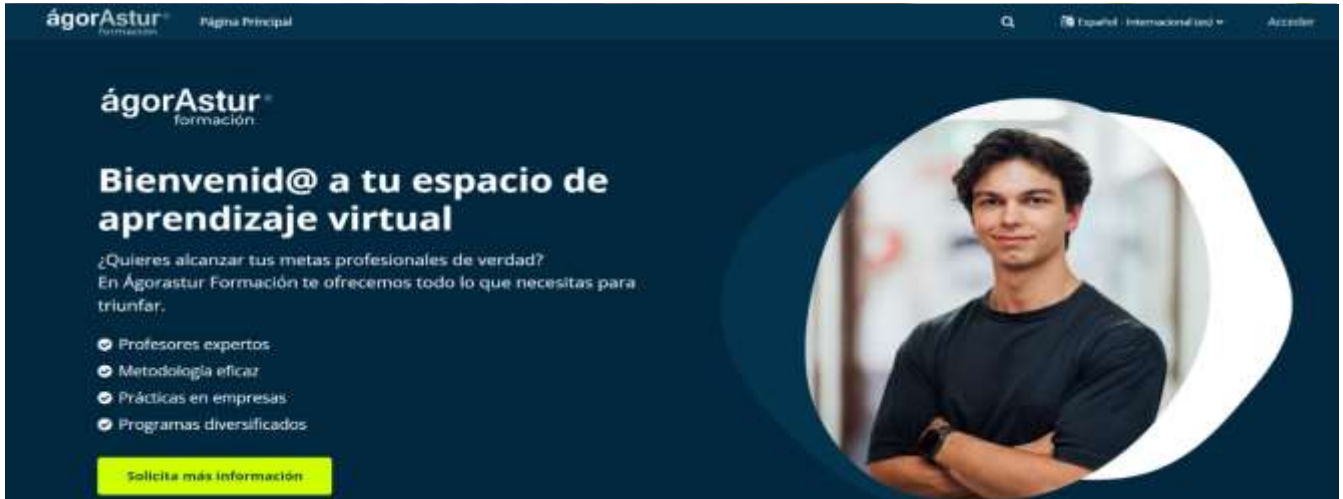 ágorAstur
formación
Página Principal
Español - Internacional (es)
Acceder
ágorAstur
formación
Bienvenid@ a tu espacio de
aprendizaje virtual
¿Quieres alcanzar tus metas profesionales de verdad?
En Ágorastur Formación te ofrecemos todo lo que necesitas para
triunfar.
Profesores expertos
Metodología eficaz
Prácticas en empresas
Programas diversificados
Solicita más información